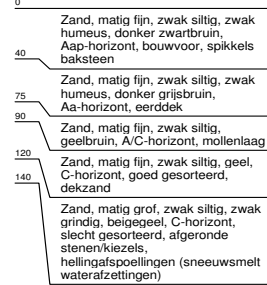 0
Zand, matig fijn, zwak siltig, zwak
humeus, donker zwartbruin,
Aap-horizont, bouwvoor, spikkels
baksteen
40
Zand, matig fijn, zwak siltig, zwak
humeus, donker grijsbruin,
Aa-horizont, eerddek
75
Zand, matig fijn, zwak siltig,
geelbruin, A/C-horizont, mollenlaag
90
Zand, matig fijn, zwak siltig, geel,
C-horizont, goed gesorteerd,
dekzand
120
Zand, matig grof, zwak siltig, zwak
grindig, beigegeel, C-horizont,
slecht gesorteerd, afgeronde
stenen/kiezels,
hellingafspoellingen (sneeuwsmelt
waterafzettingen)
140